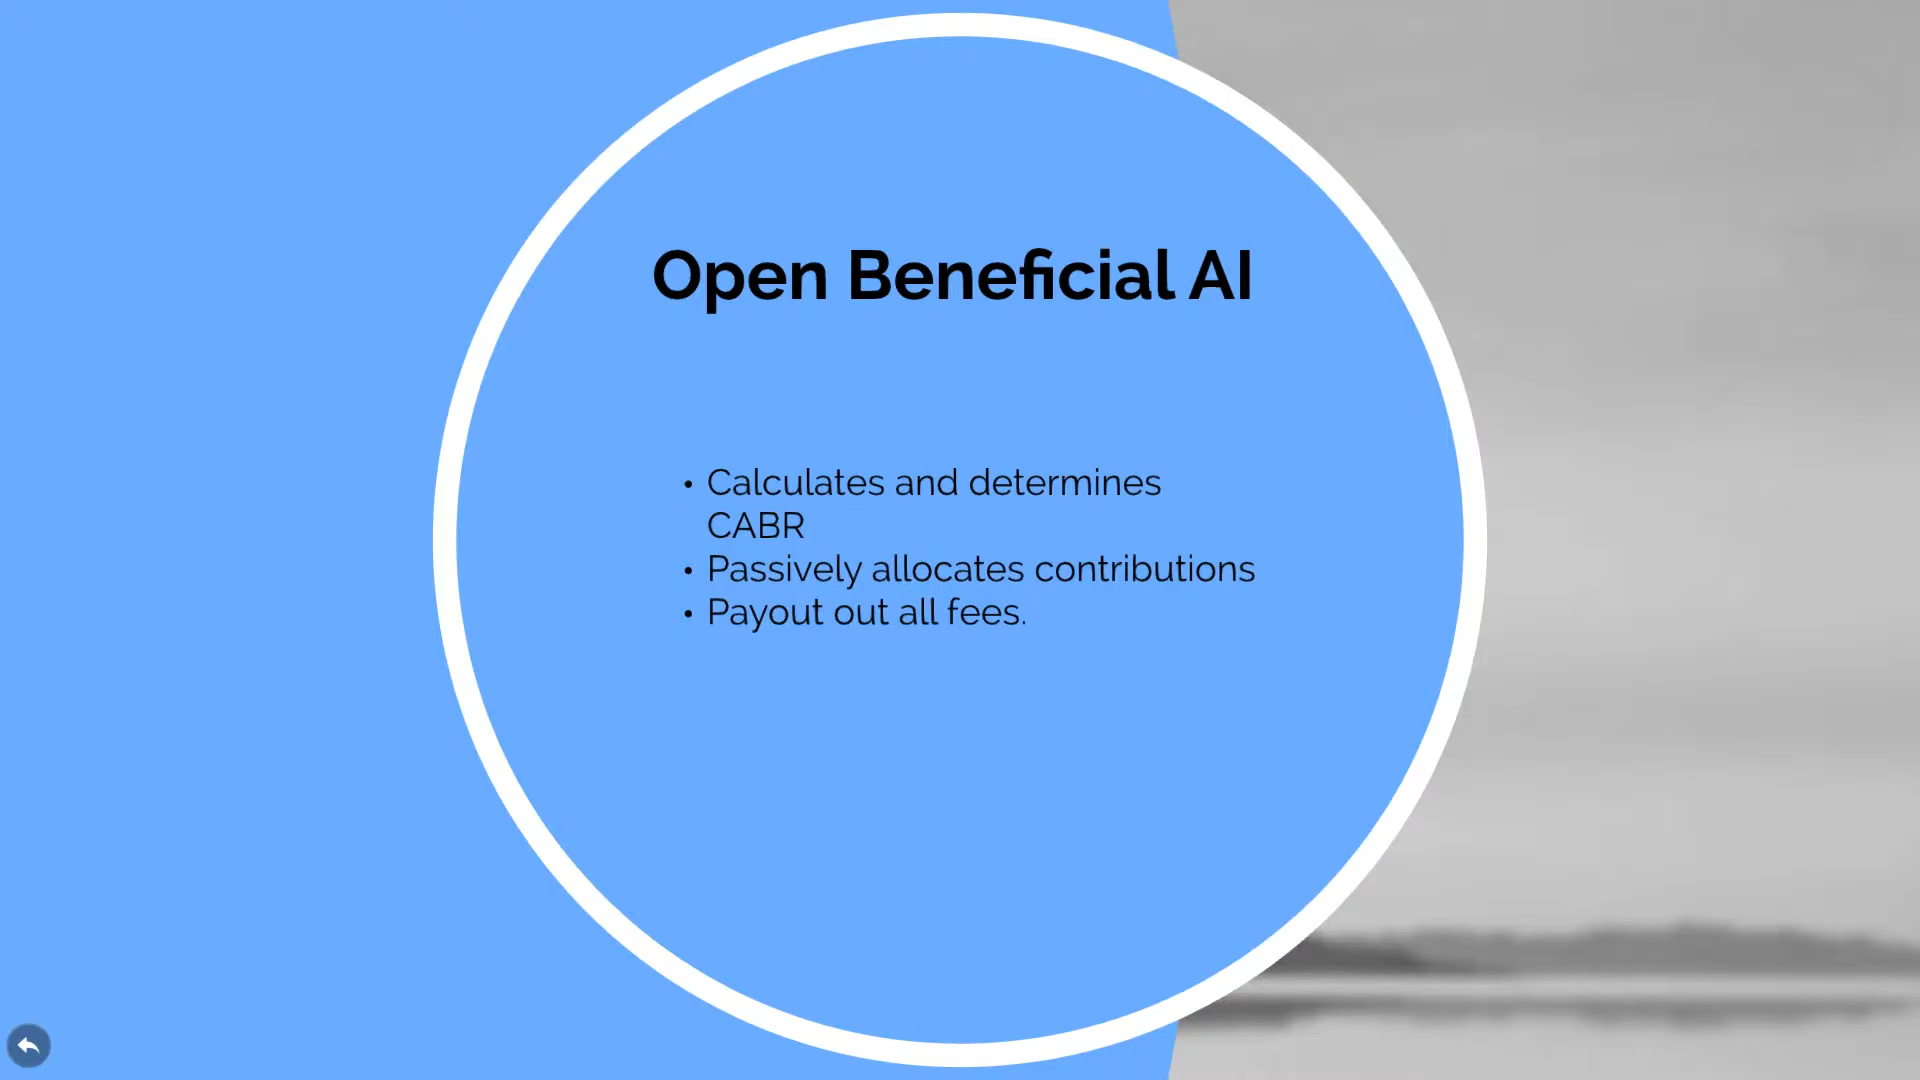 Open Beneficial AI
• Calculates and determines
CABR
• Passively allocates contributions
• Payout out all fees.